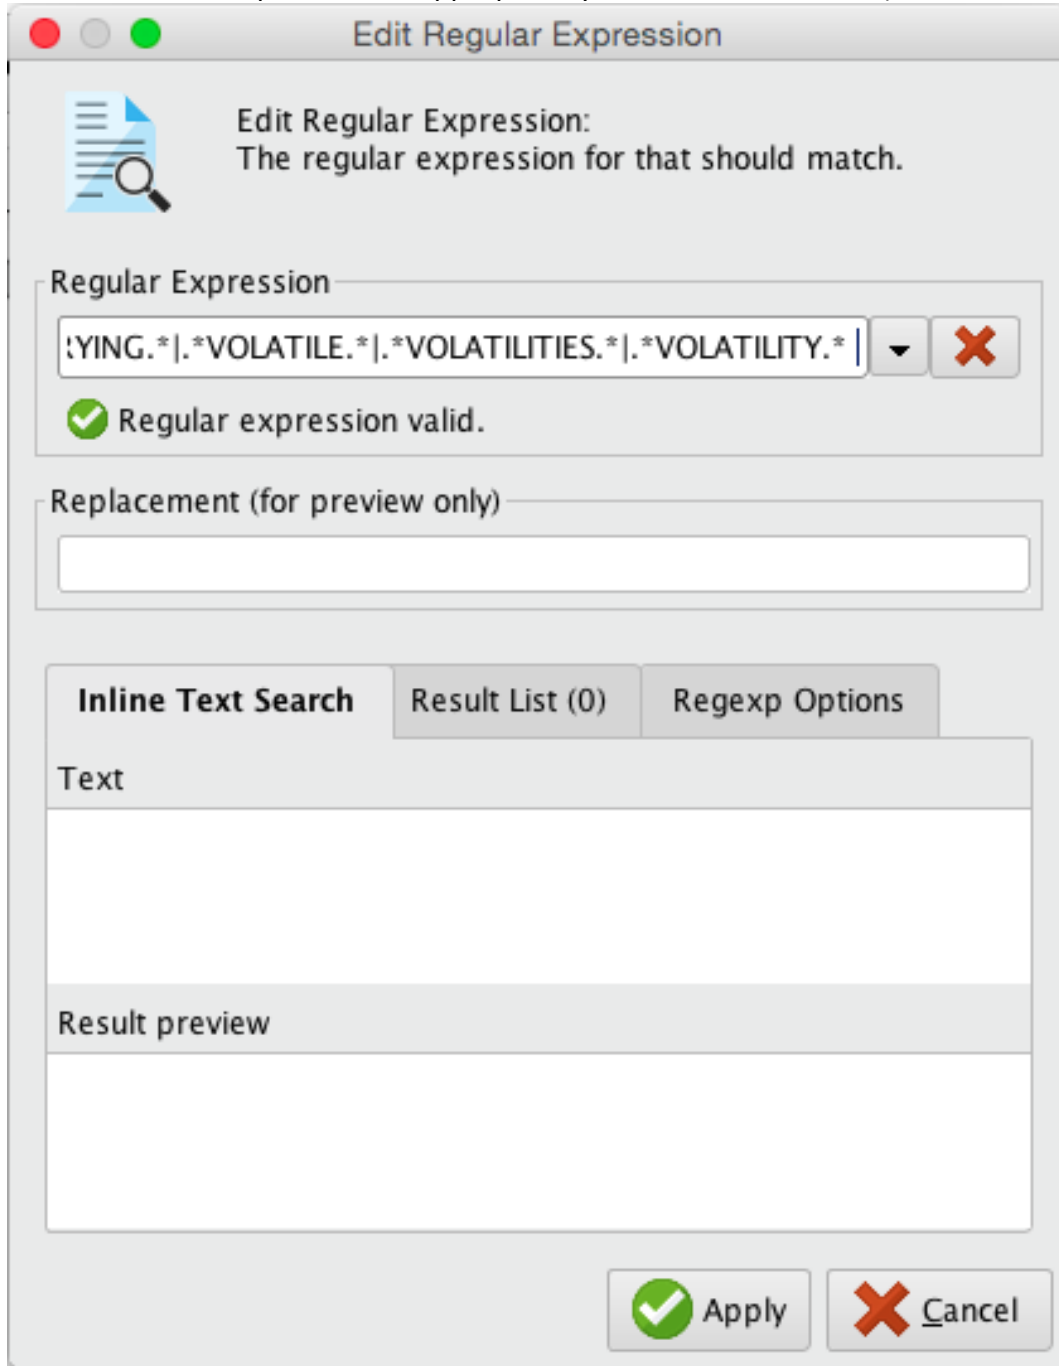 Edit Regular Expression
Edit Regular Expression:
The regular expression for that should match.
Regular Expression
YING.*|.*VOLATILE.*|.*VOLATILITIES.*|.*VOLATILITY.*
Regular expression valid.
Replacement (for preview only)
Inline Text Search Result List (0) Regexp Options
Text
Result preview
Apply Cancel